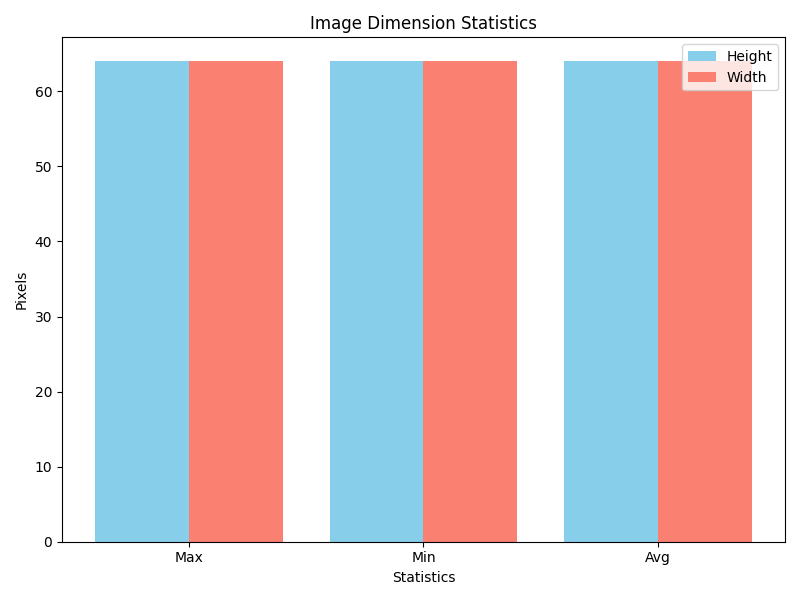 Image Dimension Statistics
Height
Width
60
50
40
30
20
10
0
Pixels
Max Min Avg
Statistics